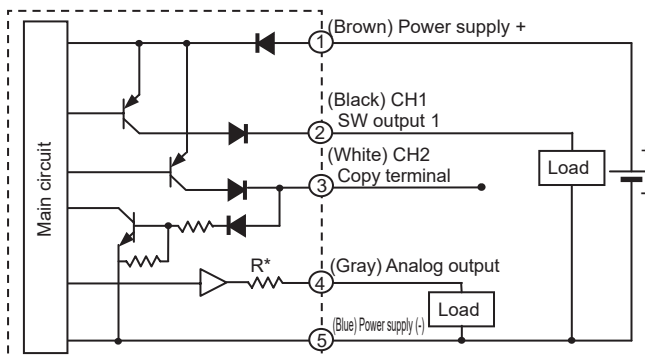 Main circuit
1
(Brown) Power supply +
(Black) CH1
SW output 1
2
(White) CH2
Copy terminal
3
R*
4
(Gray) Analog output
Load
Load
5
(Blue) Power supply (-)